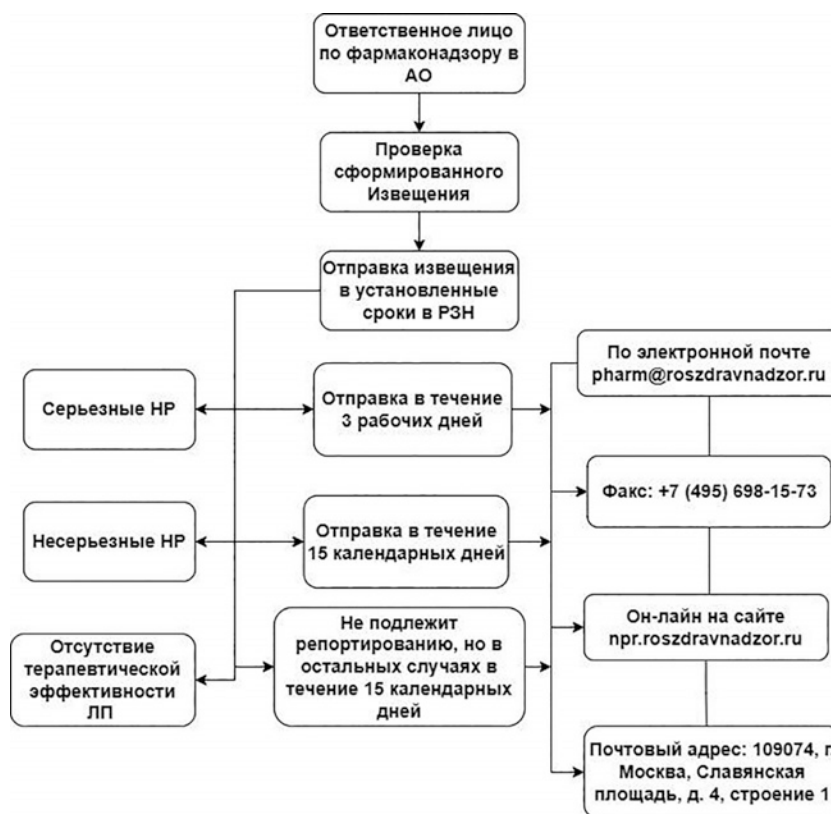 Ответственное лицо
по фармаконадзору в
АО
Проверка
сформированного
Извещения
Отправка извещения
в установленные
сроки в РЗН
По электронной почте
pharm@roszdravnadzor.ru
Серьезные НР
Отправка в течение
3 рабочих дней
Факс: +7 (495) 698-15-73
Несерьезные НР
Отправка в течение
15 календарных дней
Он-лайн на сайте
npr.roszdravnadzor.ru
Отсутствие
терапевтической
эффективности
ЛП
Не подлежит
репортированию, но в
остальных случаях в
течение 15 календарных
дней
Почтовый адрес: 109074, г.
Москва, Славянская
площадь, д. 4, строение 1